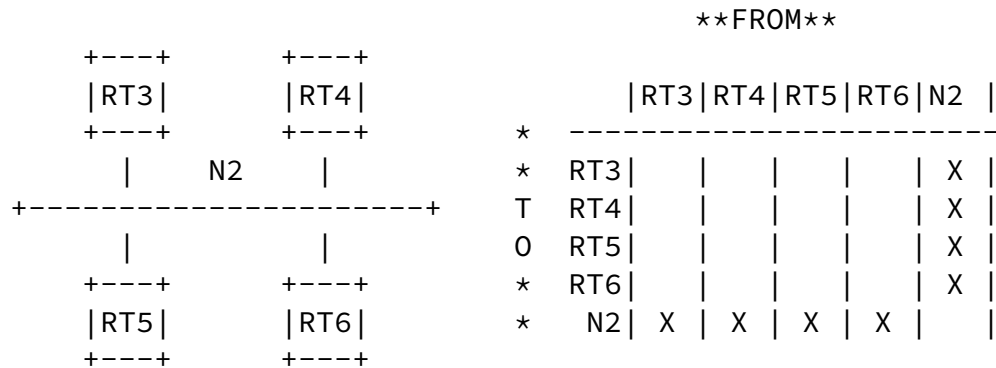 **FROM**
    +---+      +---+
    |RT3|      |RT4|              |RT3|RT4|RT5|RT6|N2 |
    +---+      +---+        *  ------------------------
      |    N2    |          *  RT3|   |   |   |   | X |
+----------------------+    T  RT4|   |   |   |   | X |
      |          |          O  RT5|   |   |   |   | X |
    +---+      +---+        *  RT6|   |   |   |   | X |
    |RT5|      |RT6|        *   N2| X | X | X | X |   |
    +---+      +---+